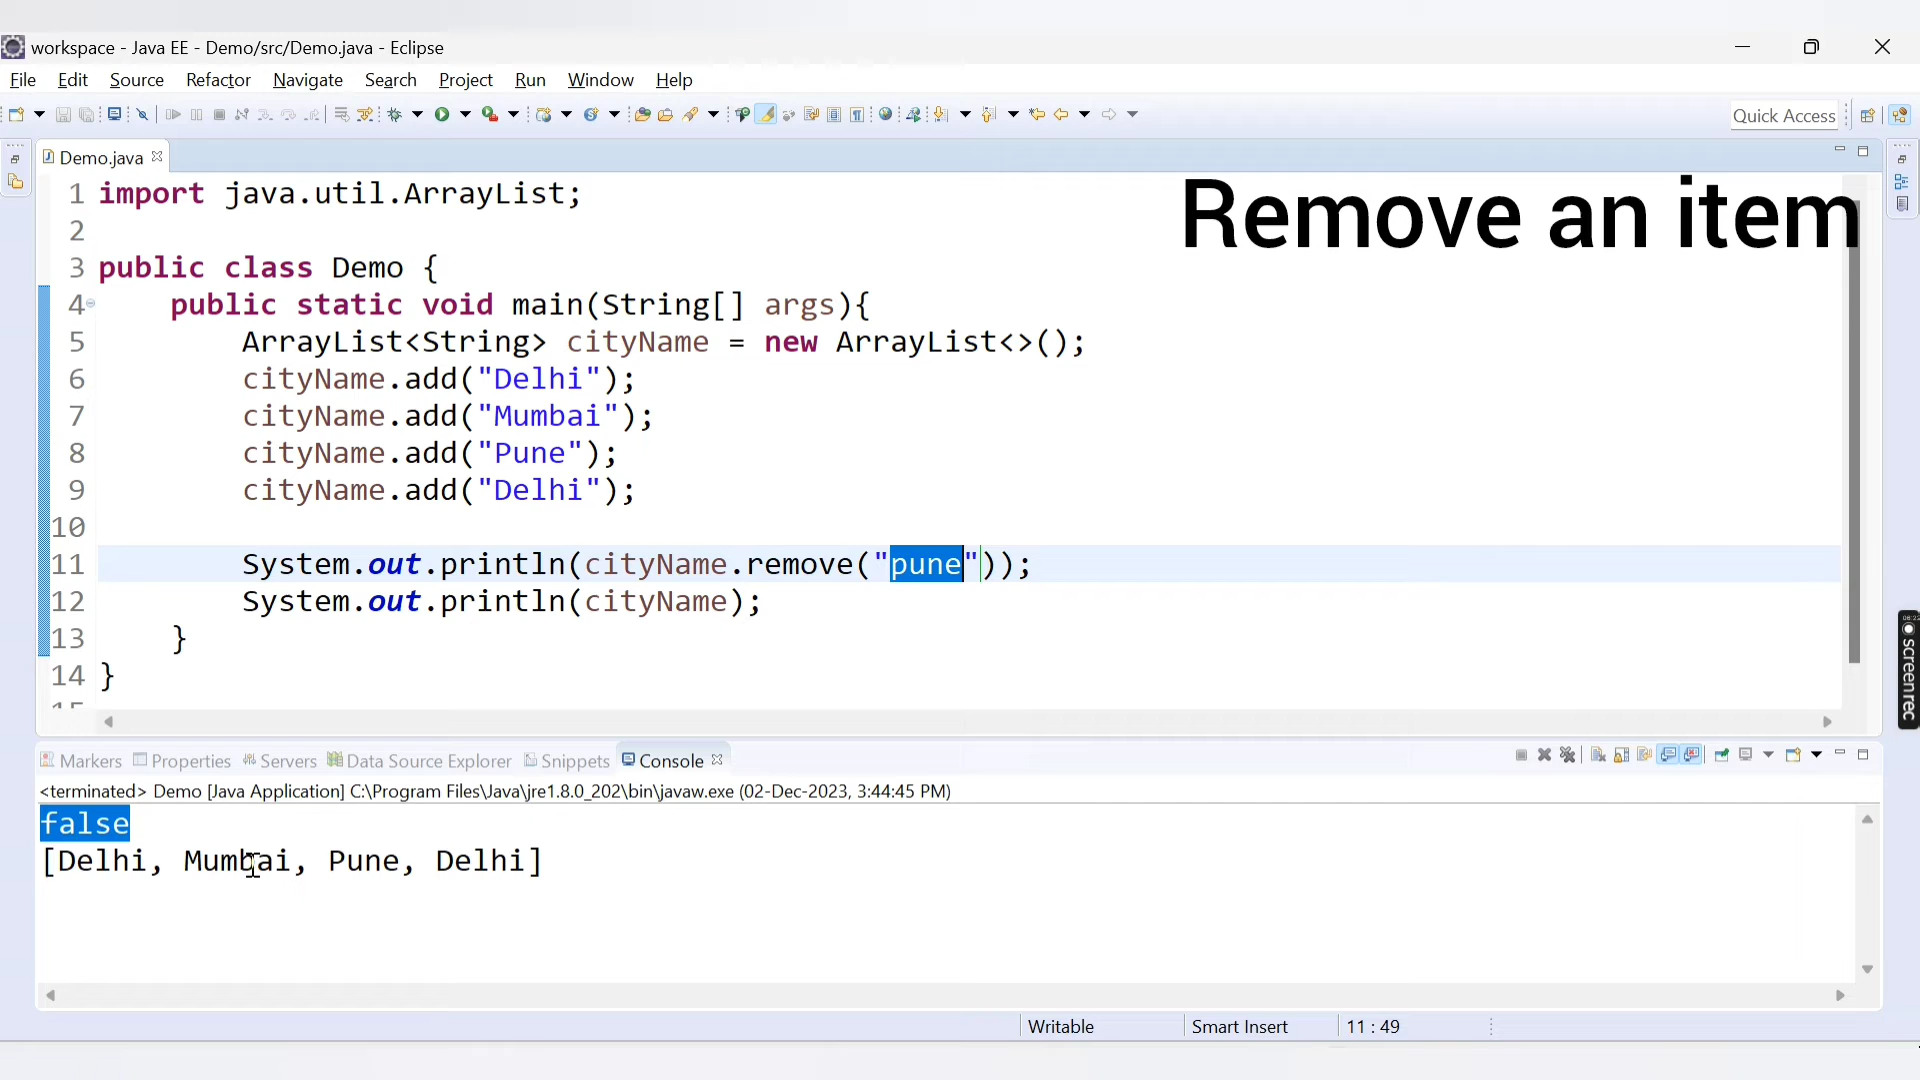 workspace - Java EE - Demo/src/Demo.java - Eclipse
File Edit Source Refactor Navigate Search Project Run Window Help
Quick Access
Demo.java
Remove an item
1 import java.util.ArrayList;
2
3 public class Demo {
4 public static void main(String[] args){
5 ArrayList<String> cityName = new ArrayList<>();
6 cityName.add("Delhi");
7 cityName.add("Mumbai");
8 cityName.add("Pune");
9 cityName.add("Delhi");
10
11 System.out.println(cityName.remove("pune"));
12 System.out.println(cityName);
13 }
14 }
screenrec
Markers Properties Servers Data Source Explorer Snippets Console
<terminated> Demo [Java Application] C:\Program Files\Java\jre1.8.0_202\bin\javaw.exe (02-Dec-2023, 3:44:45 PM)
false
[Delhi, Mumbai, Pune, Delhi]
Writable Smart Insert 11 : 49